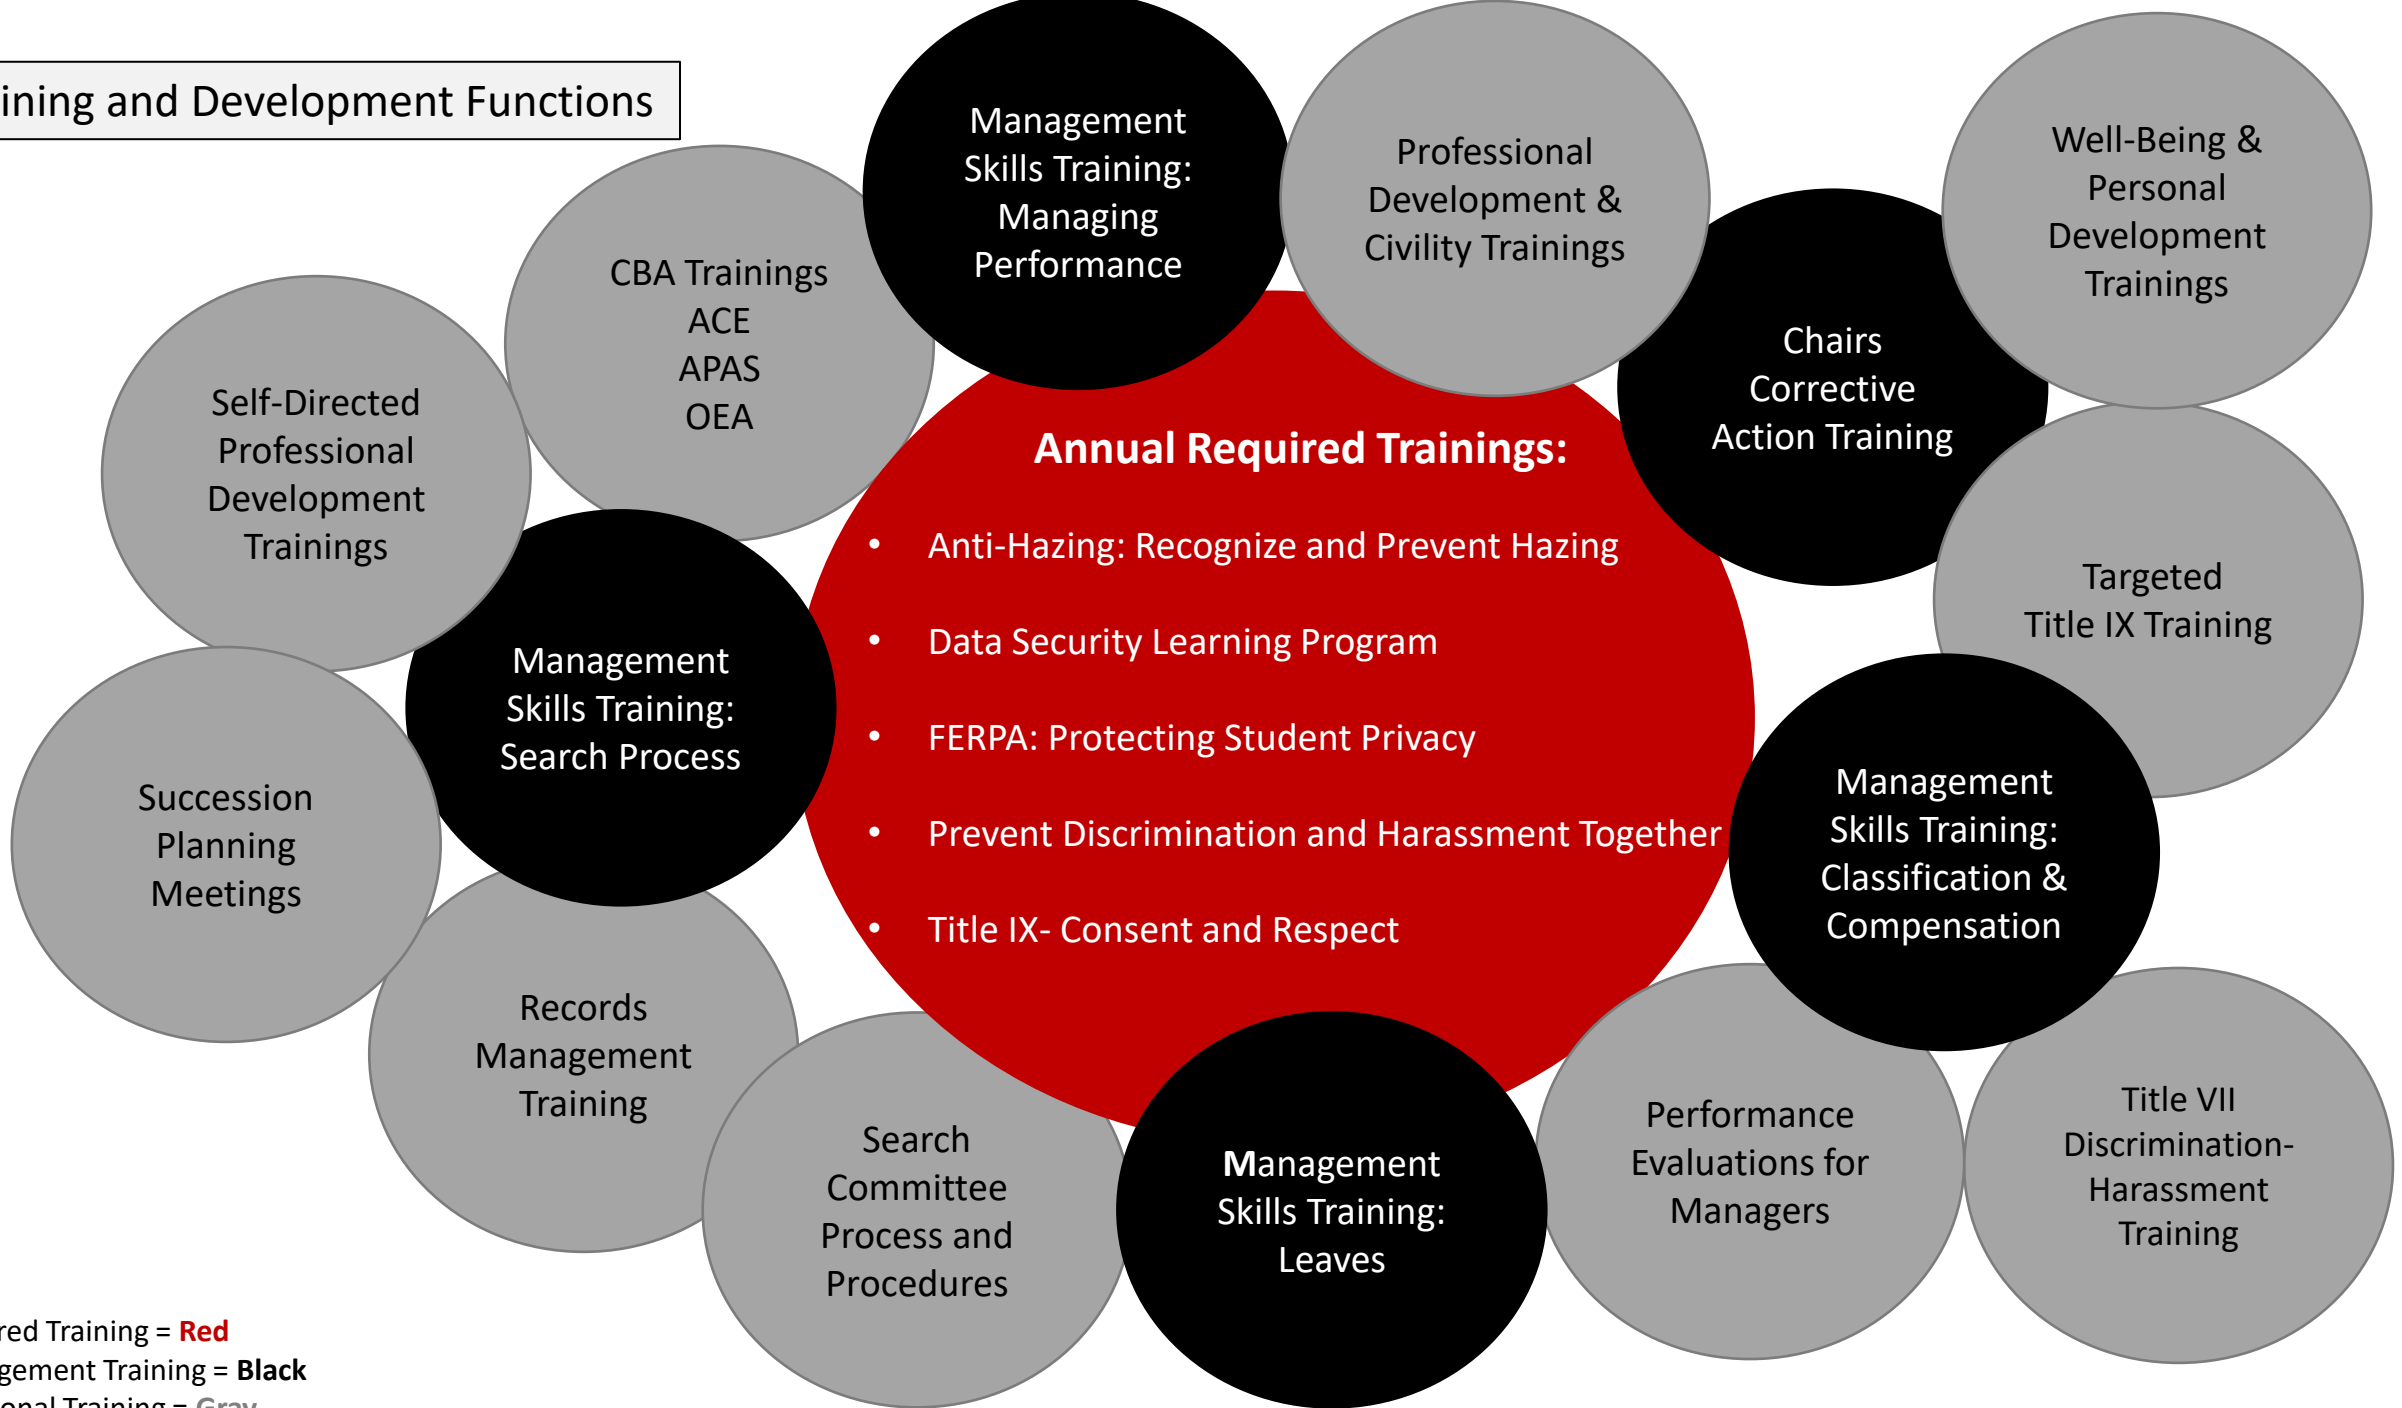 ining and Development Functions
Management
Skills Training:
Managing
Performance
Professional
Development &
Civility Trainings
Well-Being &
Personal
Development
Trainings
CBA Trainings
ACE
APAS
OEA
Chairs
Corrective
Action Training
Self-Directed
Professional
Development
Trainings
Annual Required Trainings:
• Anti-Hazing: Recognize and Prevent Hazing
• Data Security Learning Program
• FERPA: Protecting Student Privacy
• Prevent Discrimination and Harassment Together
• Title IX- Consent and Respect
Targeted
Title IX Training
Management
Skills Training:
Search Process
Management
Skills Training:
Classification &
Compensation
Succession
Planning
Meetings
Records
Management
Training
Search
Committee
Process and
Procedures
Management
Skills Training:
Leaves
Performance
Evaluations for
Managers
Title VII
Discrimination-
Harassment
Training
red Training = Red
gement Training = Black
onal Training = Gray